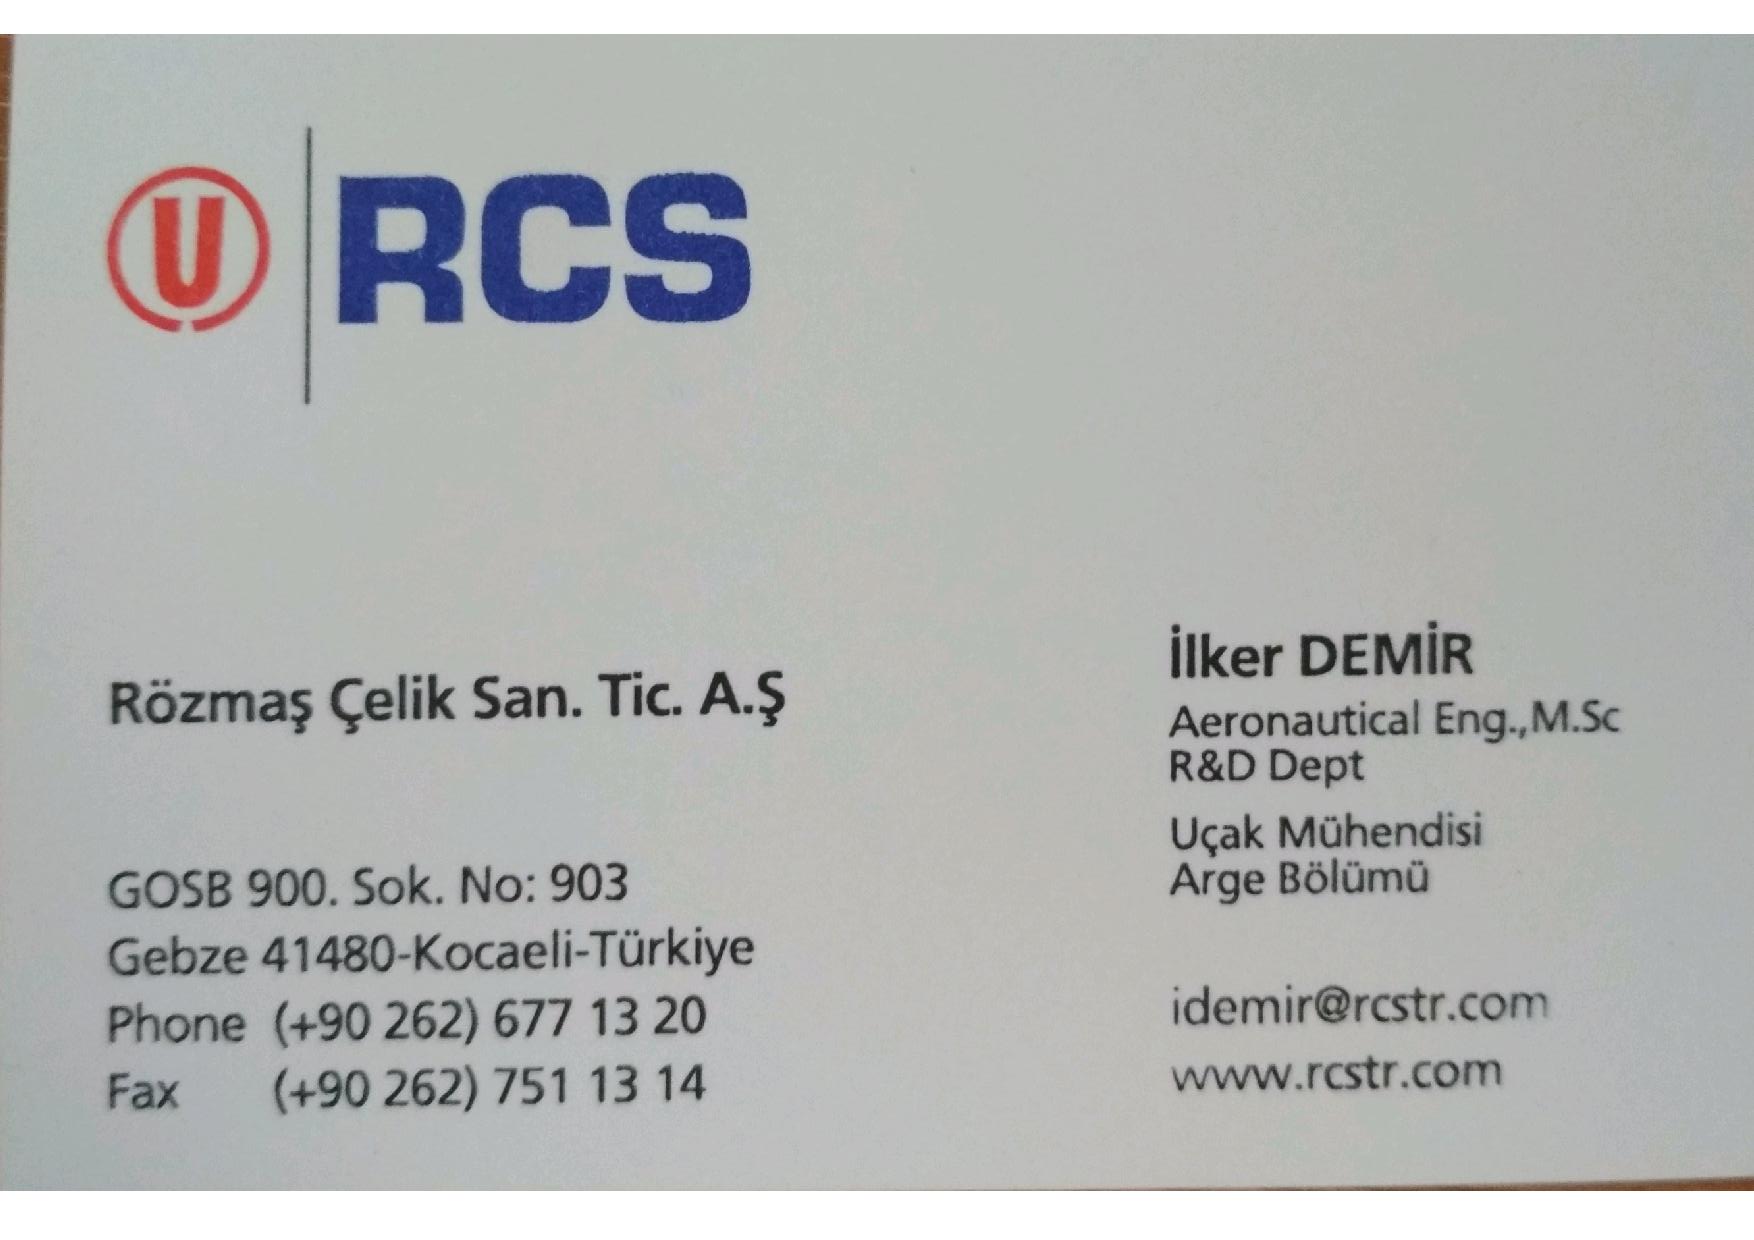 U RCS
Rözmaş Çelik San. Tic. A.Ş
GOSB 900. Sok. No: 903
Gebze 41480-Kocaeli-Türkiye
Phone (+90 262) 677 13 20
Fax (+90 262) 751 13 14
İlker DEMİR
Aeronautical Eng.,M.Sc
R&D Dept
Uçak Mühendisi
Arge Bölümü
idemir@rcstr.com
www.rcstr.com